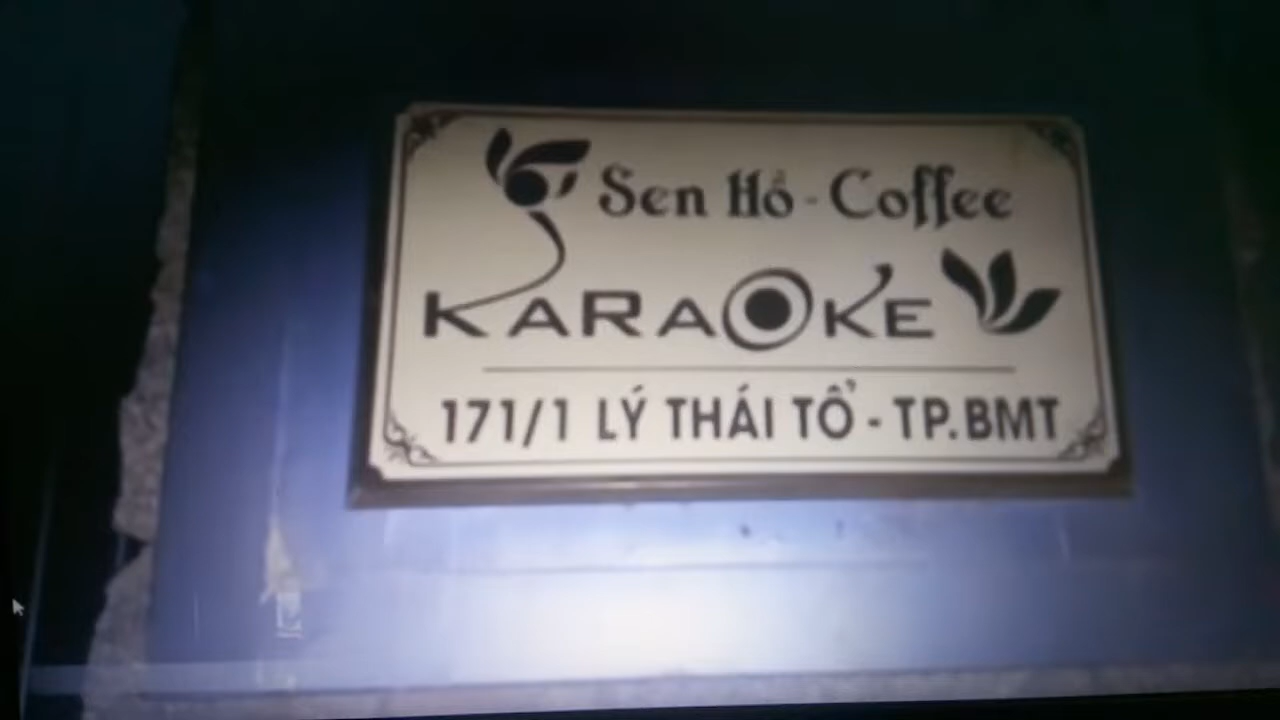 Sen Hồ - Coffee
KARAOKE
171/1 LÝ THÁI TỔ - TP.BMT